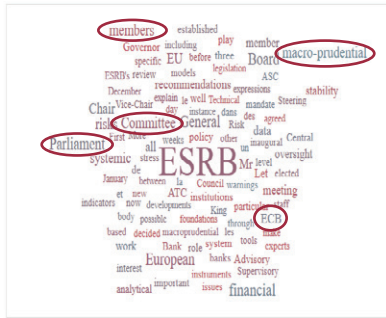 members established
Governor including play
specific EU before three member macro-prudential
ESRB's review models legislation Board
December recommendations expressions ASC
explain le well Technical mandate Steering stability
Chair Vice-Chair day instance dans des agreed
risks Committee General Risk data inaugural Central
First weeks policy other
Parliament all un oversight
systemic stress ESRB Mr level
de Let elected
January between la Council warnings meeting
indicators et new ATC institutions
now developments King particular staff
body possible foundations through ECB
based decided macroprudential les make
work Bank role system tools experts
European banks Advisory
interest instruments Supervisory
analytical important issues financial